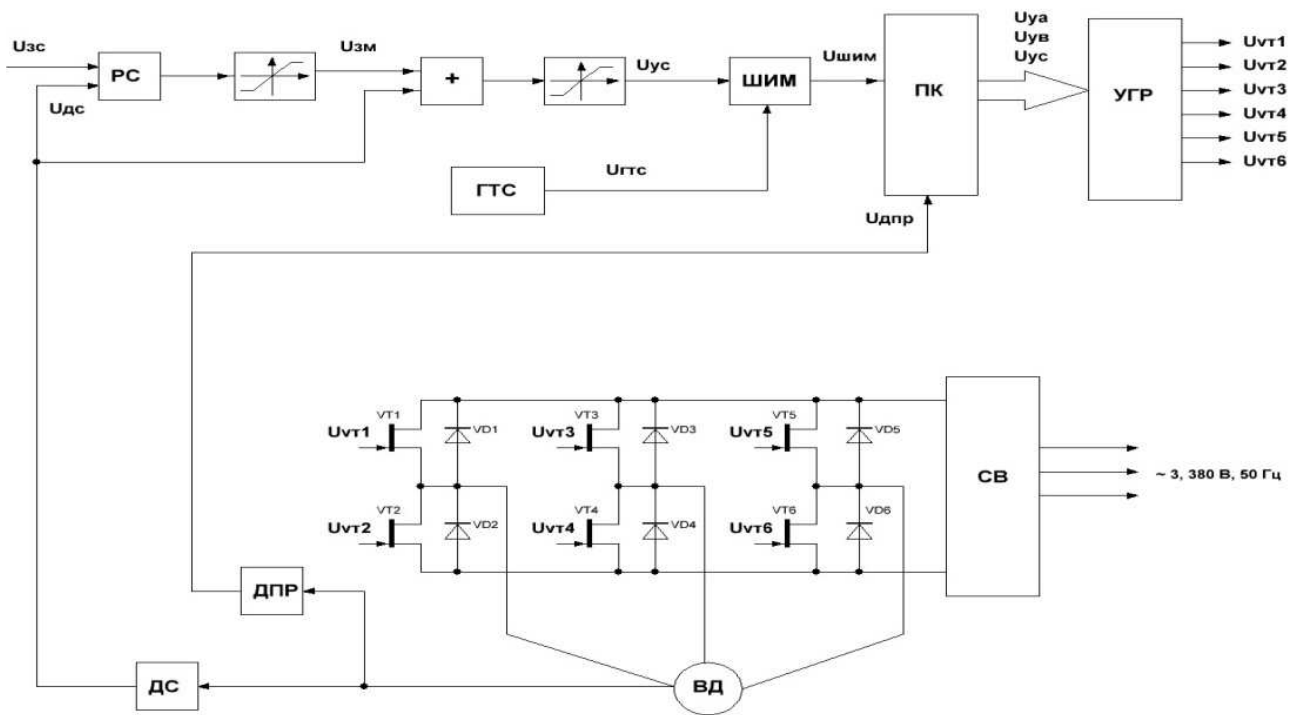 Uзс
РС
Uдс
Uзм
+
Uус
ШИМ
Uшим
ГТС
Uгтс
ПК
Uдпр
Uуа
Uув
Uус
УГР
Uvт1
Uvт2
Uvт3
Uvт4
Uvт5
Uvт6
VT1
Uvт1
VD1
VT3
Uvт3
VD3
VT5
Uvт5
VD5
VT2
Uvт2
VD2
VT4
Uvт4
VD4
VT6
Uvт6
VD6
СВ
~ 3, 380 В, 50 Гц
ДПР
ДС
ВД